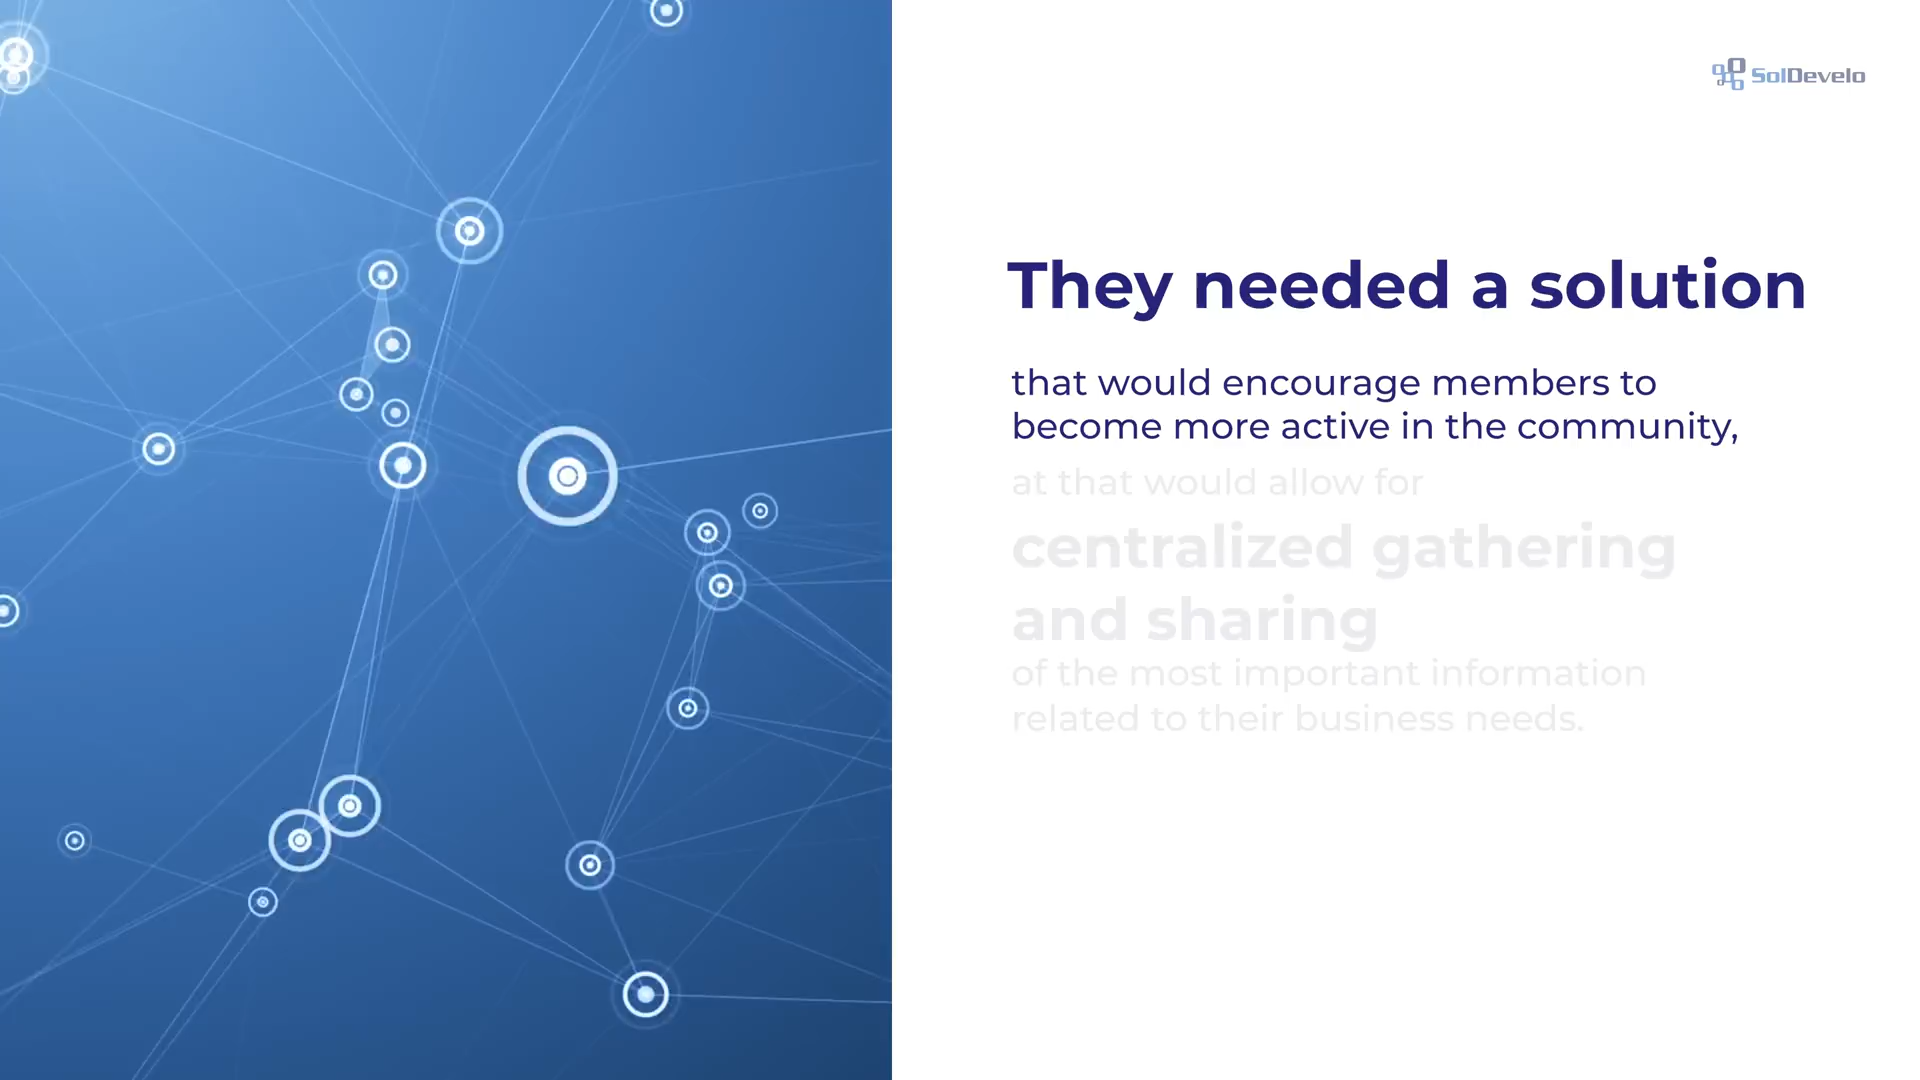 SolDevelo
They needed a solution
that would encourage members to
become more active in the community,
at that would allow for
centralized gathering
and sharing
of the most important information
related to their business needs.